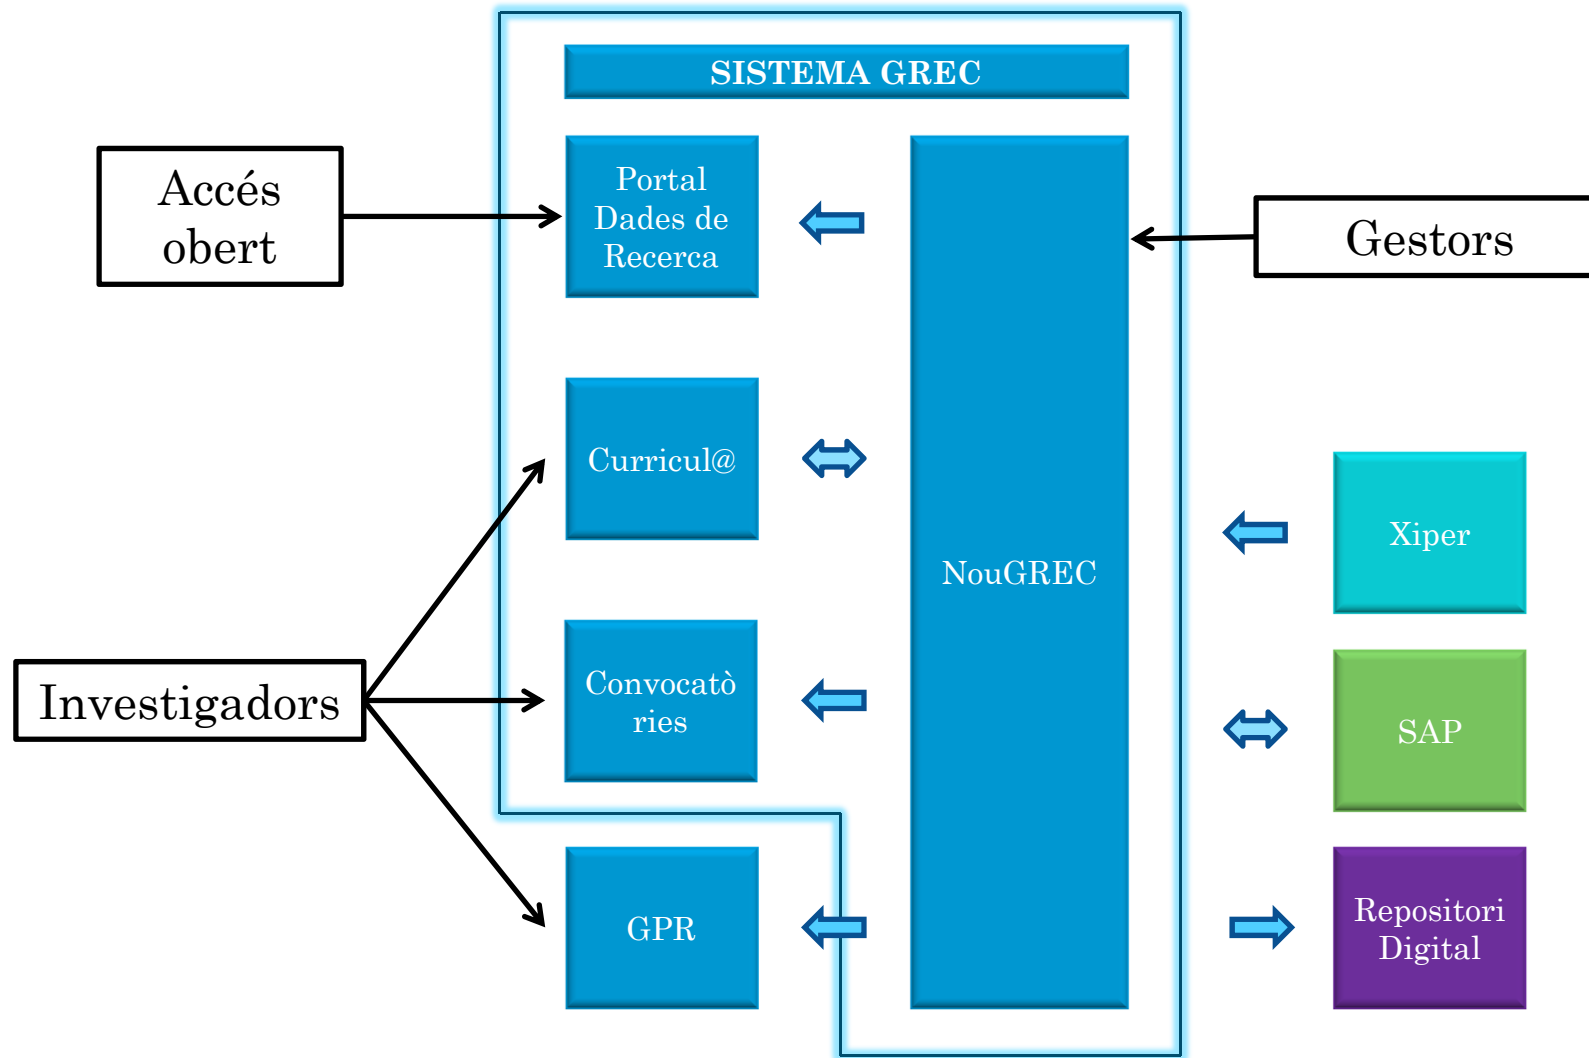 SISTEMA GREC
Accés
obert
Portal
Dades de
Recerca
Gestors
Curricul@
Xiper
NouGREC
Investigadors
Convocatò
ries
SAP
GPR
Repositori
Digital